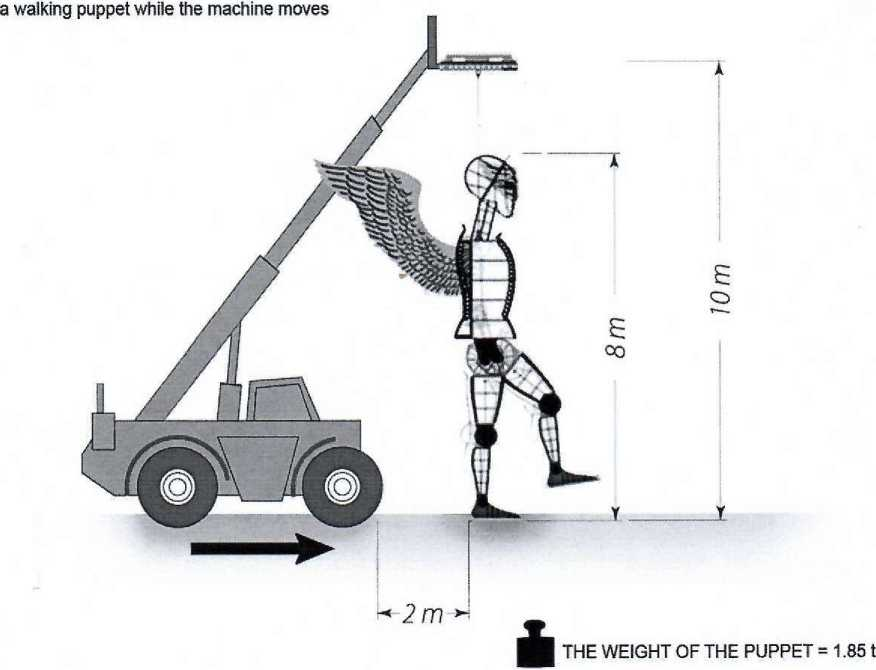 a walking puppet while the machine moves
10 m
8 m
2 m
THE WEIGHT OF THE PUPPET = 1.85 t